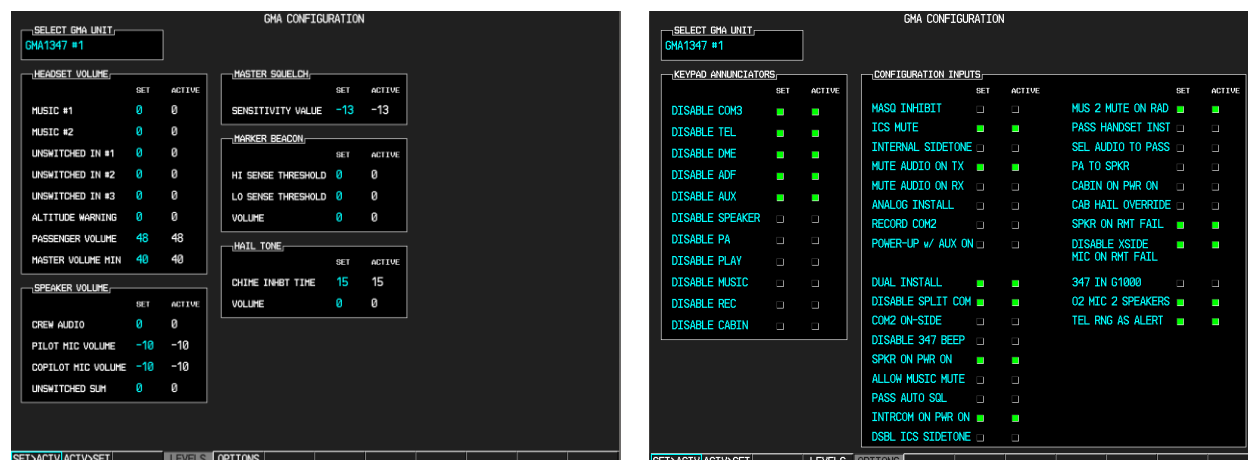 GMA CONFIGURATION
SELECT GMA UNIT
GMA1347 #1
HEADSET VOLUME
SET ACTIVE
MUSIC #1 0 0
MUSIC #2 0 0
UNSWITCHED IN #1 0 0
UNSWITCHED IN #2 0 0
UNSWITCHED IN #3 0 0
ALTITUDE WARNING 0 0
PASSENGER VOLUME 48 48
MASTER VOLUME MIN 40 40
SPEAKER VOLUME
SET ACTIVE
CREW AUDIO 0 0
PILOT MIC VOLUME -10 -10
COPILOT MIC VOLUME -10 -10
UNSWITCHED SUM 0 0
MASTER SQUELCH
SET ACTIVE
SENSITIVITY VALUE -13 -13
MARKER BEACON
SET ACTIVE
HI SENSE THRESHOLD 0 0
LO SENSE THRESHOLD 0 0
VOLUME 0 0
HAIL TONE
SET ACTIVE
CHIME INHBT TIME 15 15
VOLUME 0 0
SET>ACTV ACTV>SET LEVELS OPTIONS
GMA CONFIGURATION
SELECT GMA UNIT
GMA1347 #1
KEYPAD ANNUNCIATORS
SET ACTIVE
DISABLE COM3
DISABLE TEL
DISABLE DME
DISABLE ADF
DISABLE AUX
DISABLE SPEAKER
DISABLE PA
DISABLE PLAY
DISABLE MUSIC
DISABLE REC
DISABLE CABIN
CONFIGURATION INPUTS
SET ACTIVE
MASQ INHIBIT
ICS MUTE
INTERNAL SIDETONE
MUTE AUDIO ON TX
MUTE AUDIO ON RX
ANALOG INSTALL
RECORD COM2
POWER-UP w/ AUX ON
DUAL INSTALL
DISABLE SPLIT COM
COM2 ON-SIDE
DISABLE 347 BEEP
SPKR ON PWR ON
ALLOW MUSIC MUTE
PASS AUTO SQL
INTRCOM ON PWR ON
DSBL ICS SIDETONE
SET ACTIVE
MUS 2 MUTE ON RAD
PASS HANDSET INST
SEL AUDIO TO PASS
PA TO SPKR
CABIN ON PWR ON
CAB HAIL OVERRIDE
SPKR ON RMT FAIL
DISABLE XSIDE
MIC ON RMT FAIL
347 IN G1000
O2 MIC 2 SPEAKERS
TEL RNG AS ALERT
SET>ACTV ACTV>SET LEVELS OPTIONS